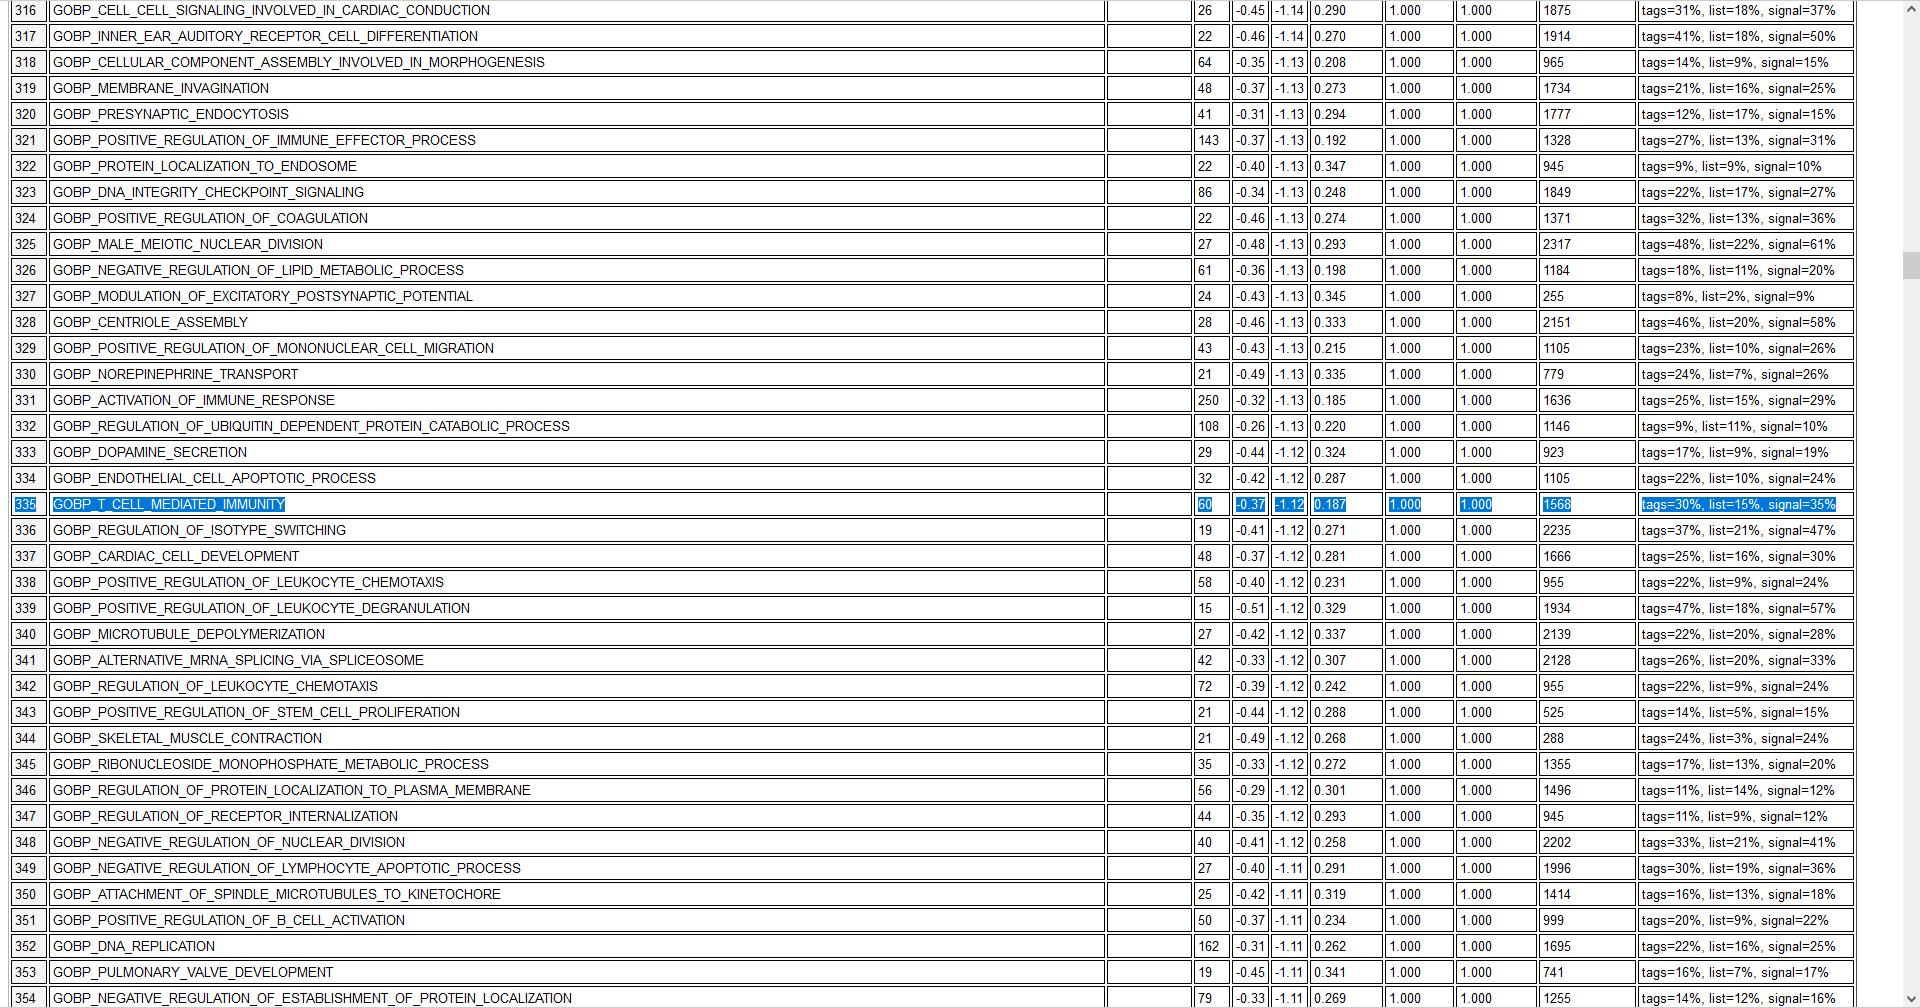 316 GOBP_CELL_CELL_SIGNALING_INVOLVED_IN_CARDIAC_CONDUCTION 26 -0.45 -1.14 0.290 1.000 1.000 1875 tags=31%, list=18%, signal=37%
317 GOBP_INNER_EAR_AUDITORY_RECEPTOR_CELL_DIFFERENTIATION 22 -0.46 -1.14 0.270 1.000 1.000 1914 tags=41%, list=18%, signal=50%
318 GOBP_CELLULAR_COMPONENT_ASSEMBLY_INVOLVED_IN_MORPHOGENESIS 64 -0.35 -1.13 0.208 1.000 1.000 965 tags=14%, list=9%, signal=15%
319 GOBP_MEMBRANE_INVAGINATION 48 -0.37 -1.13 0.273 1.000 1.000 1734 tags=21%, list=16%, signal=25%
320 GOBP_PRESYNAPTIC_ENDOCYTOSIS 41 -0.31 -1.13 0.294 1.000 1.000 1777 tags=12%, list=17%, signal=15%
321 GOBP_POSITIVE_REGULATION_OF_IMMUNE_EFFECTOR_PROCESS 143 -0.37 -1.13 0.192 1.000 1.000 1328 tags=27%, list=13%, signal=31%
322 GOBP_PROTEIN_LOCALIZATION_TO_ENDOSOME 22 -0.40 -1.13 0.347 1.000 1.000 945 tags=9%, list=9%, signal=10%
323 GOBP_DNA_INTEGRITY_CHECKPOINT_SIGNALING 86 -0.34 -1.13 0.248 1.000 1.000 1849 tags=22%, list=17%, signal=27%
324 GOBP_POSITIVE_REGULATION_OF_COAGULATION 22 -0.46 -1.13 0.274 1.000 1.000 1371 tags=32%, list=13%, signal=36%
325 GOBP_MALE_MEIOTIC_NUCLEAR_DIVISION 27 -0.48 -1.13 0.293 1.000 1.000 2317 tags=48%, list=22%, signal=61%
326 GOBP_NEGATIVE_REGULATION_OF_LIPID_METABOLIC_PROCESS 61 -0.36 -1.13 0.198 1.000 1.000 1184 tags=18%, list=11%, signal=20%
327 GOBP_MODULATION_OF_EXCITATORY_POSTSYNAPTIC_POTENTIAL 24 -0.43 -1.13 0.345 1.000 1.000 255 tags=8%, list=2%, signal=9%
328 GOBP_CENTRIOLE_ASSEMBLY 28 -0.46 -1.13 0.333 1.000 1.000 2151 tags=46%, list=20%, signal=58%
329 GOBP_POSITIVE_REGULATION_OF_MONONUCLEAR_CELL_MIGRATION 43 -0.43 -1.13 0.215 1.000 1.000 1105 tags=23%, list=10%, signal=26%
330 GOBP_NOREPINEPHRINE_TRANSPORT 21 -0.49 -1.13 0.335 1.000 1.000 779 tags=24%, list=7%, signal=26%
331 GOBP_ACTIVATION_OF_IMMUNE_RESPONSE 250 -0.32 -1.13 0.185 1.000 1.000 1636 tags=25%, list=15%, signal=29%
332 GOBP_REGULATION_OF_UBIQUITIN_DEPENDENT_PROTEIN_CATABOLIC_PROCESS 108 -0.26 -1.13 0.220 1.000 1.000 1146 tags=9%, list=11%, signal=10%
333 GOBP_DOPAMINE_SECRETION 29 -0.44 -1.12 0.324 1.000 1.000 923 tags=17%, list=9%, signal=19%
334 GOBP_ENDOTHELIAL_CELL_APOPTOTIC_PROCESS 32 -0.42 -1.12 0.287 1.000 1.000 1105 tags=22%, list=10%, signal=24%
335 GOBP_T_CELL_MEDIATED_IMMUNITY 60 -0.37 -1.12 0.187 1.000 1.000 1568 tags=30%, list=15%, signal=35%
336 GOBP_REGULATION_OF_ISOTYPE_SWITCHING 19 -0.41 -1.12 0.271 1.000 1.000 2235 tags=37%, list=21%, signal=47%
337 GOBP_CARDIAC_CELL_DEVELOPMENT 48 -0.37 -1.12 0.281 1.000 1.000 1666 tags=25%, list=16%, signal=30%
338 GOBP_POSITIVE_REGULATION_OF_LEUKOCYTE_CHEMOTAXIS 58 -0.40 -1.12 0.231 1.000 1.000 955 tags=22%, list=9%, signal=24%
339 GOBP_POSITIVE_REGULATION_OF_LEUKOCYTE_DEGRANULATION 15 -0.51 -1.12 0.329 1.000 1.000 1934 tags=47%, list=18%, signal=57%
340 GOBP_MICROTUBULE_DEPOLYMERIZATION 27 -0.42 -1.12 0.337 1.000 1.000 2139 tags=22%, list=20%, signal=28%
341 GOBP_ALTERNATIVE_MRNA_SPLICING_VIA_SPLICEOSOME 42 -0.33 -1.12 0.307 1.000 1.000 2128 tags=26%, list=20%, signal=33%
342 GOBP_REGULATION_OF_LEUKOCYTE_CHEMOTAXIS 72 -0.39 -1.12 0.242 1.000 1.000 955 tags=22%, list=9%, signal=24%
343 GOBP_POSITIVE_REGULATION_OF_STEM_CELL_PROLIFERATION 21 -0.44 -1.12 0.288 1.000 1.000 525 tags=14%, list=5%, signal=15%
344 GOBP_SKELETAL_MUSCLE_CONTRACTION 21 -0.49 -1.12 0.268 1.000 1.000 288 tags=24%, list=3%, signal=24%
345 GOBP_RIBONUCLEOSIDE_MONOPHOSPHATE_METABOLIC_PROCESS 35 -0.33 -1.12 0.272 1.000 1.000 1355 tags=17%, list=13%, signal=20%
346 GOBP_REGULATION_OF_PROTEIN_LOCALIZATION_TO_PLASMA_MEMBRANE 56 -0.29 -1.12 0.301 1.000 1.000 1496 tags=11%, list=14%, signal=12%
347 GOBP_REGULATION_OF_RECEPTOR_INTERNALIZATION 44 -0.35 -1.12 0.293 1.000 1.000 945 tags=11%, list=9%, signal=12%
348 GOBP_NEGATIVE_REGULATION_OF_NUCLEAR_DIVISION 40 -0.41 -1.12 0.258 1.000 1.000 2202 tags=33%, list=21%, signal=41%
349 GOBP_NEGATIVE_REGULATION_OF_LYMPHOCYTE_APOPTOTIC_PROCESS 27 -0.40 -1.11 0.291 1.000 1.000 1996 tags=30%, list=19%, signal=36%
350 GOBP_ATTACHMENT_OF_SPINDLE_MICROTUBULES_TO_KINETOCHORE 25 -0.42 -1.11 0.319 1.000 1.000 1414 tags=16%, list=13%, signal=18%
351 GOBP_POSITIVE_REGULATION_OF_B_CELL_ACTIVATION 50 -0.37 -1.11 0.234 1.000 1.000 999 tags=20%, list=9%, signal=22%
352 GOBP_DNA_REPLICATION 162 -0.31 -1.11 0.262 1.000 1.000 1695 tags=22%, list=16%, signal=25%
353 GOBP_PULMONARY_VALVE_DEVELOPMENT 19 -0.45 -1.11 0.341 1.000 1.000 741 tags=16%, list=7%, signal=17%
354 GOBP_NEGATIVE_REGULATION_OF_ESTABLISHMENT_OF_PROTEIN_LOCALIZATION 79 -0.33 -1.11 0.269 1.000 1.000 1255 tags=14%, list=12%, signal=16%